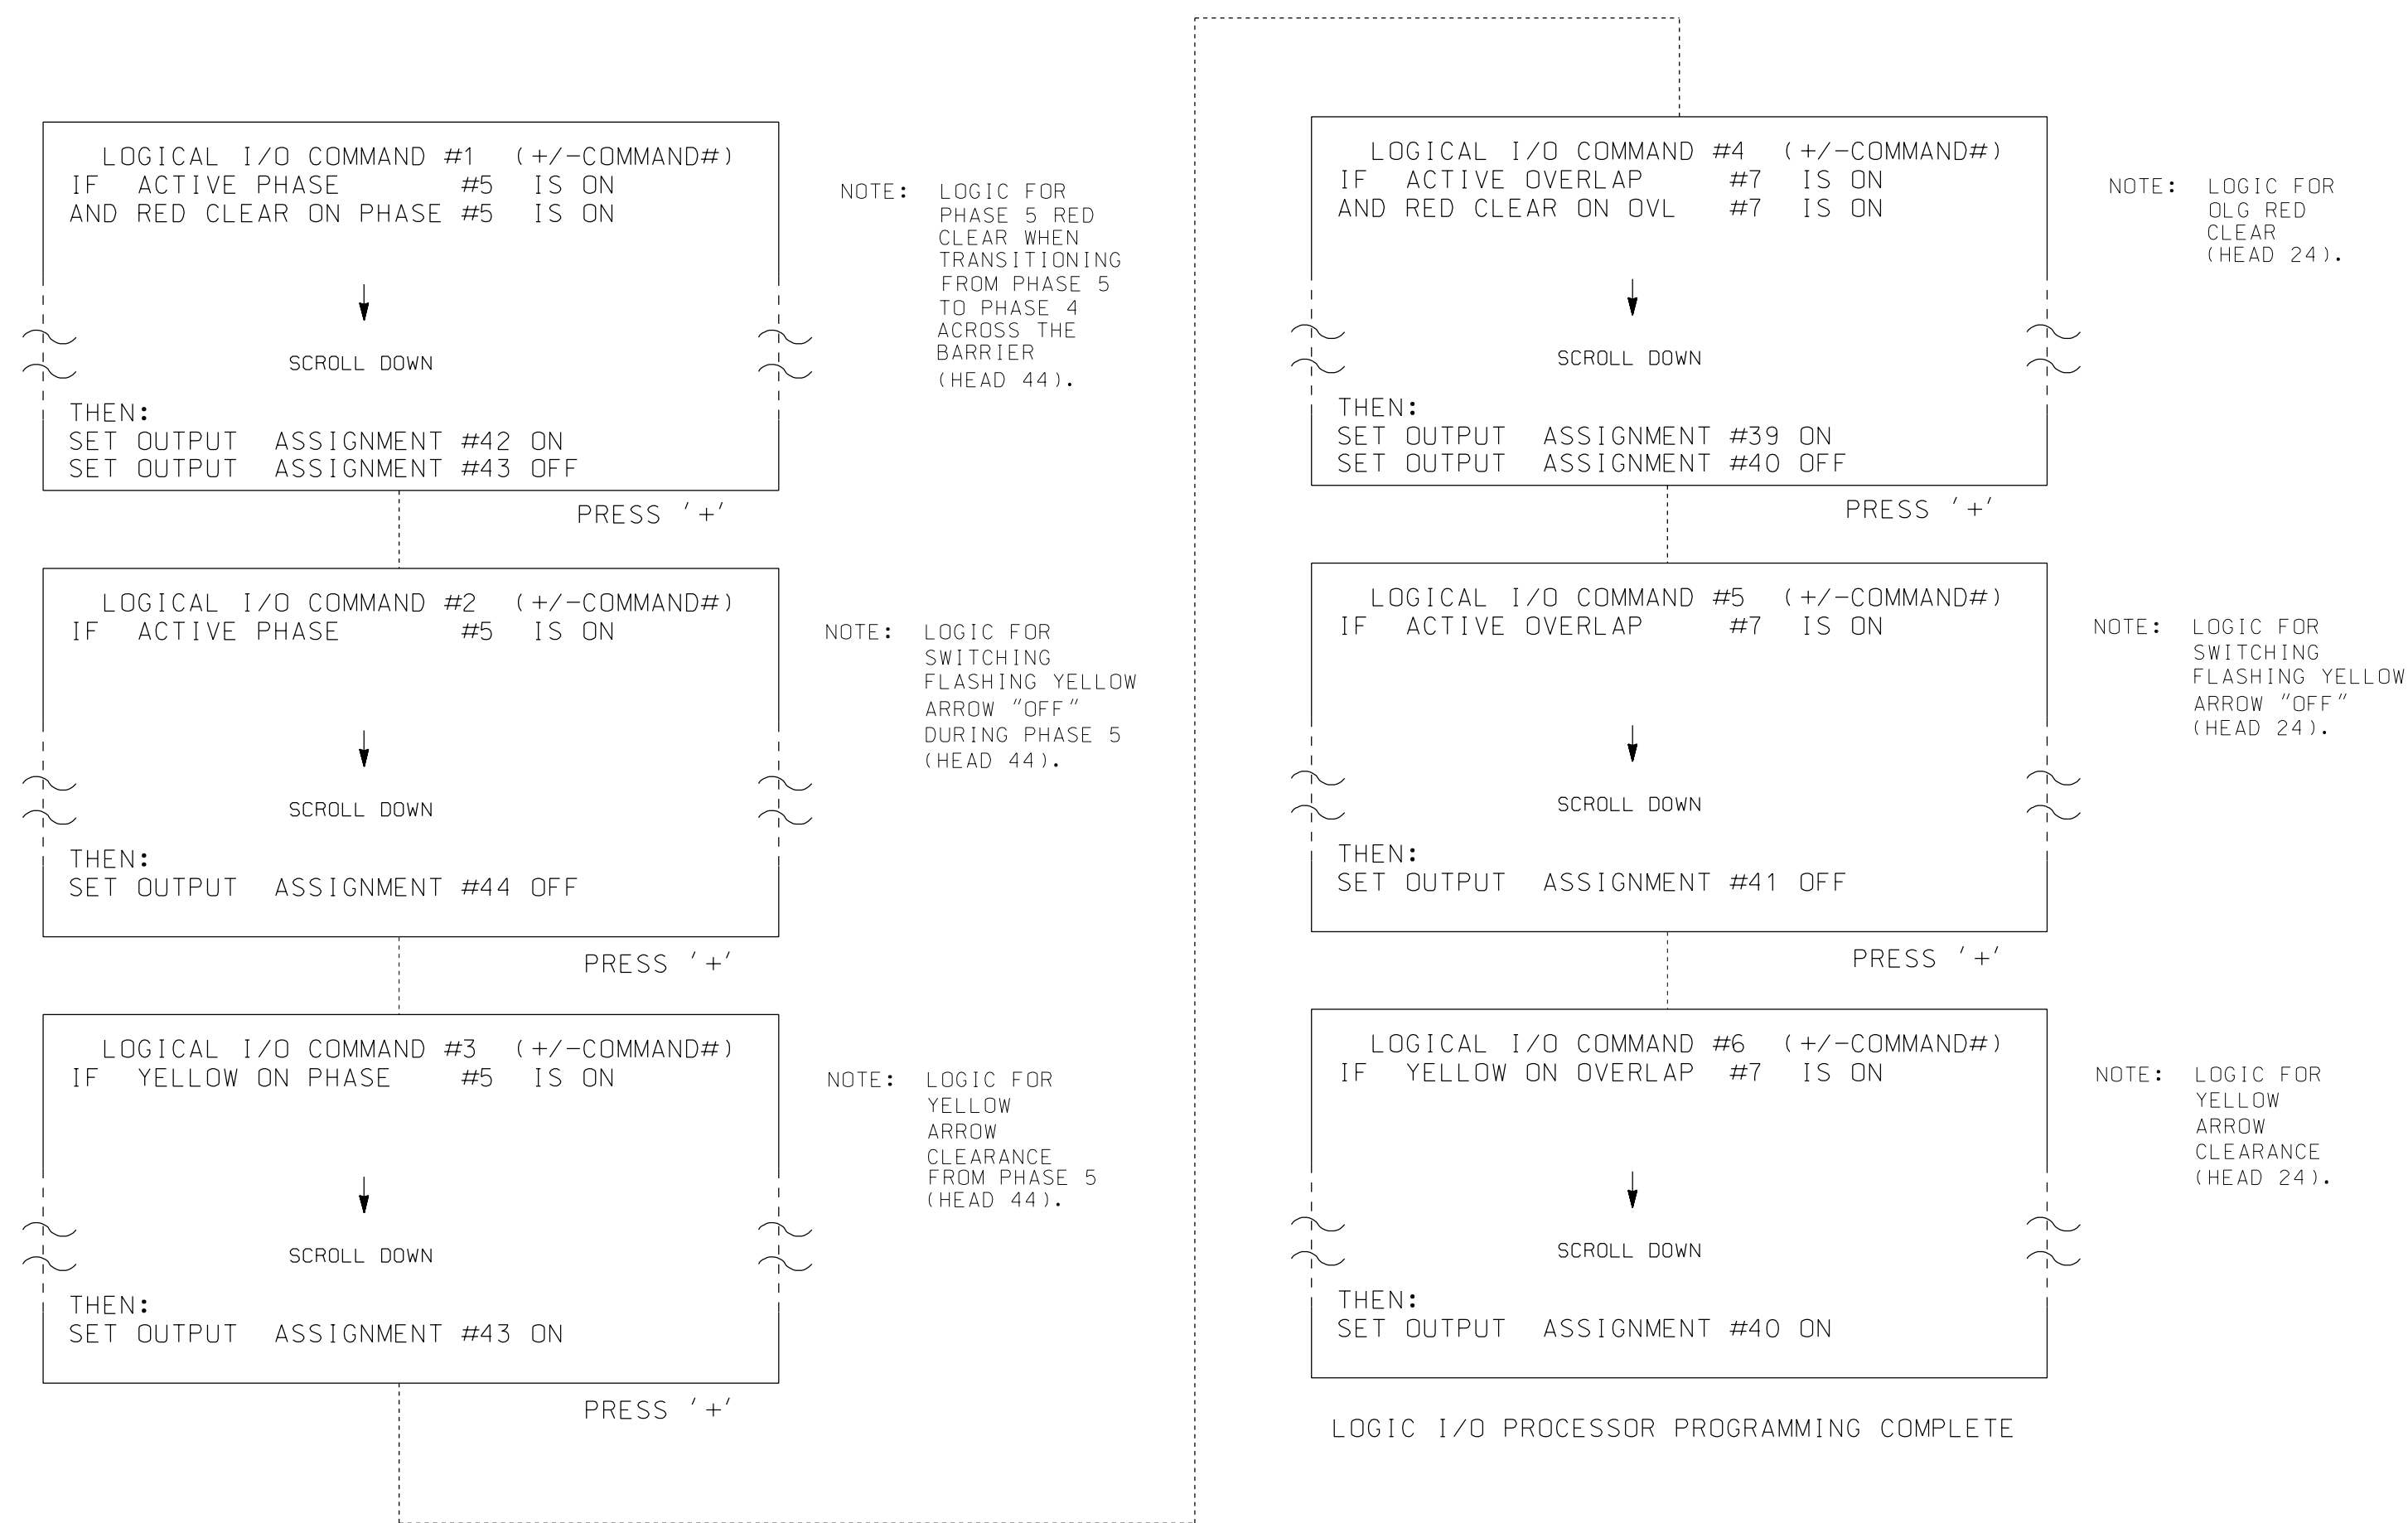 LOGICAL I/O COMMAND #1 (+/-COMMAND#)
IF ACTIVE PHASE #5 IS ON
AND RED CLEAR ON PHASE #5 IS ON
SCROLL DOWN
THEN:
SET OUTPUT ASSIGNMENT #42 ON
SET OUTPUT ASSIGNMENT #43 OFF
PRESS '+'
NOTE: LOGIC FOR
PHASE 5 RED
CLEAR WHEN
TRANSITIONING
FROM PHASE 5
TO PHASE 4
ACROSS THE
BARRIER
(HEAD 44).
LOGICAL I/O COMMAND #2 (+/-COMMAND#)
IF ACTIVE PHASE #5 IS ON
SCROLL DOWN
THEN:
SET OUTPUT ASSIGNMENT #44 OFF
PRESS '+'
NOTE: LOGIC FOR
SWITCHING
FLASHING YELLOW
ARROW "OFF"
DURING PHASE 5
(HEAD 44).
LOGICAL I/O COMMAND #3 (+/-COMMAND#)
IF YELLOW ON PHASE #5 IS ON
SCROLL DOWN
THEN:
SET OUTPUT ASSIGNMENT #43 ON
PRESS '+'
NOTE: LOGIC FOR
YELLOW
ARROW
CLEARANCE
FROM PHASE 5
(HEAD 44).
LOGICAL I/O COMMAND #4 (+/-COMMAND#)
IF ACTIVE OVERLAP #7 IS ON
AND RED CLEAR ON OVL #7 IS ON
SCROLL DOWN
THEN:
SET OUTPUT ASSIGNMENT #39 ON
SET OUTPUT ASSIGNMENT #40 OFF
PRESS '+'
NOTE: LOGIC FOR
OLG RED
CLEAR
(HEAD 24).
LOGICAL I/O COMMAND #5 (+/-COMMAND#)
IF ACTIVE OVERLAP #7 IS ON
SCROLL DOWN
THEN:
SET OUTPUT ASSIGNMENT #41 OFF
PRESS '+'
NOTE: LOGIC FOR
SWITCHING
FLASHING YELLOW
ARROW "OFF"
(HEAD 24).
LOGICAL I/O COMMAND #6 (+/-COMMAND#)
IF YELLOW ON OVERLAP #7 IS ON
SCROLL DOWN
THEN:
SET OUTPUT ASSIGNMENT #40 ON
NOTE: LOGIC FOR
YELLOW
ARROW
CLEARANCE
(HEAD 24).
LOGIC I/O PROCESSOR PROGRAMMING COMPLETE